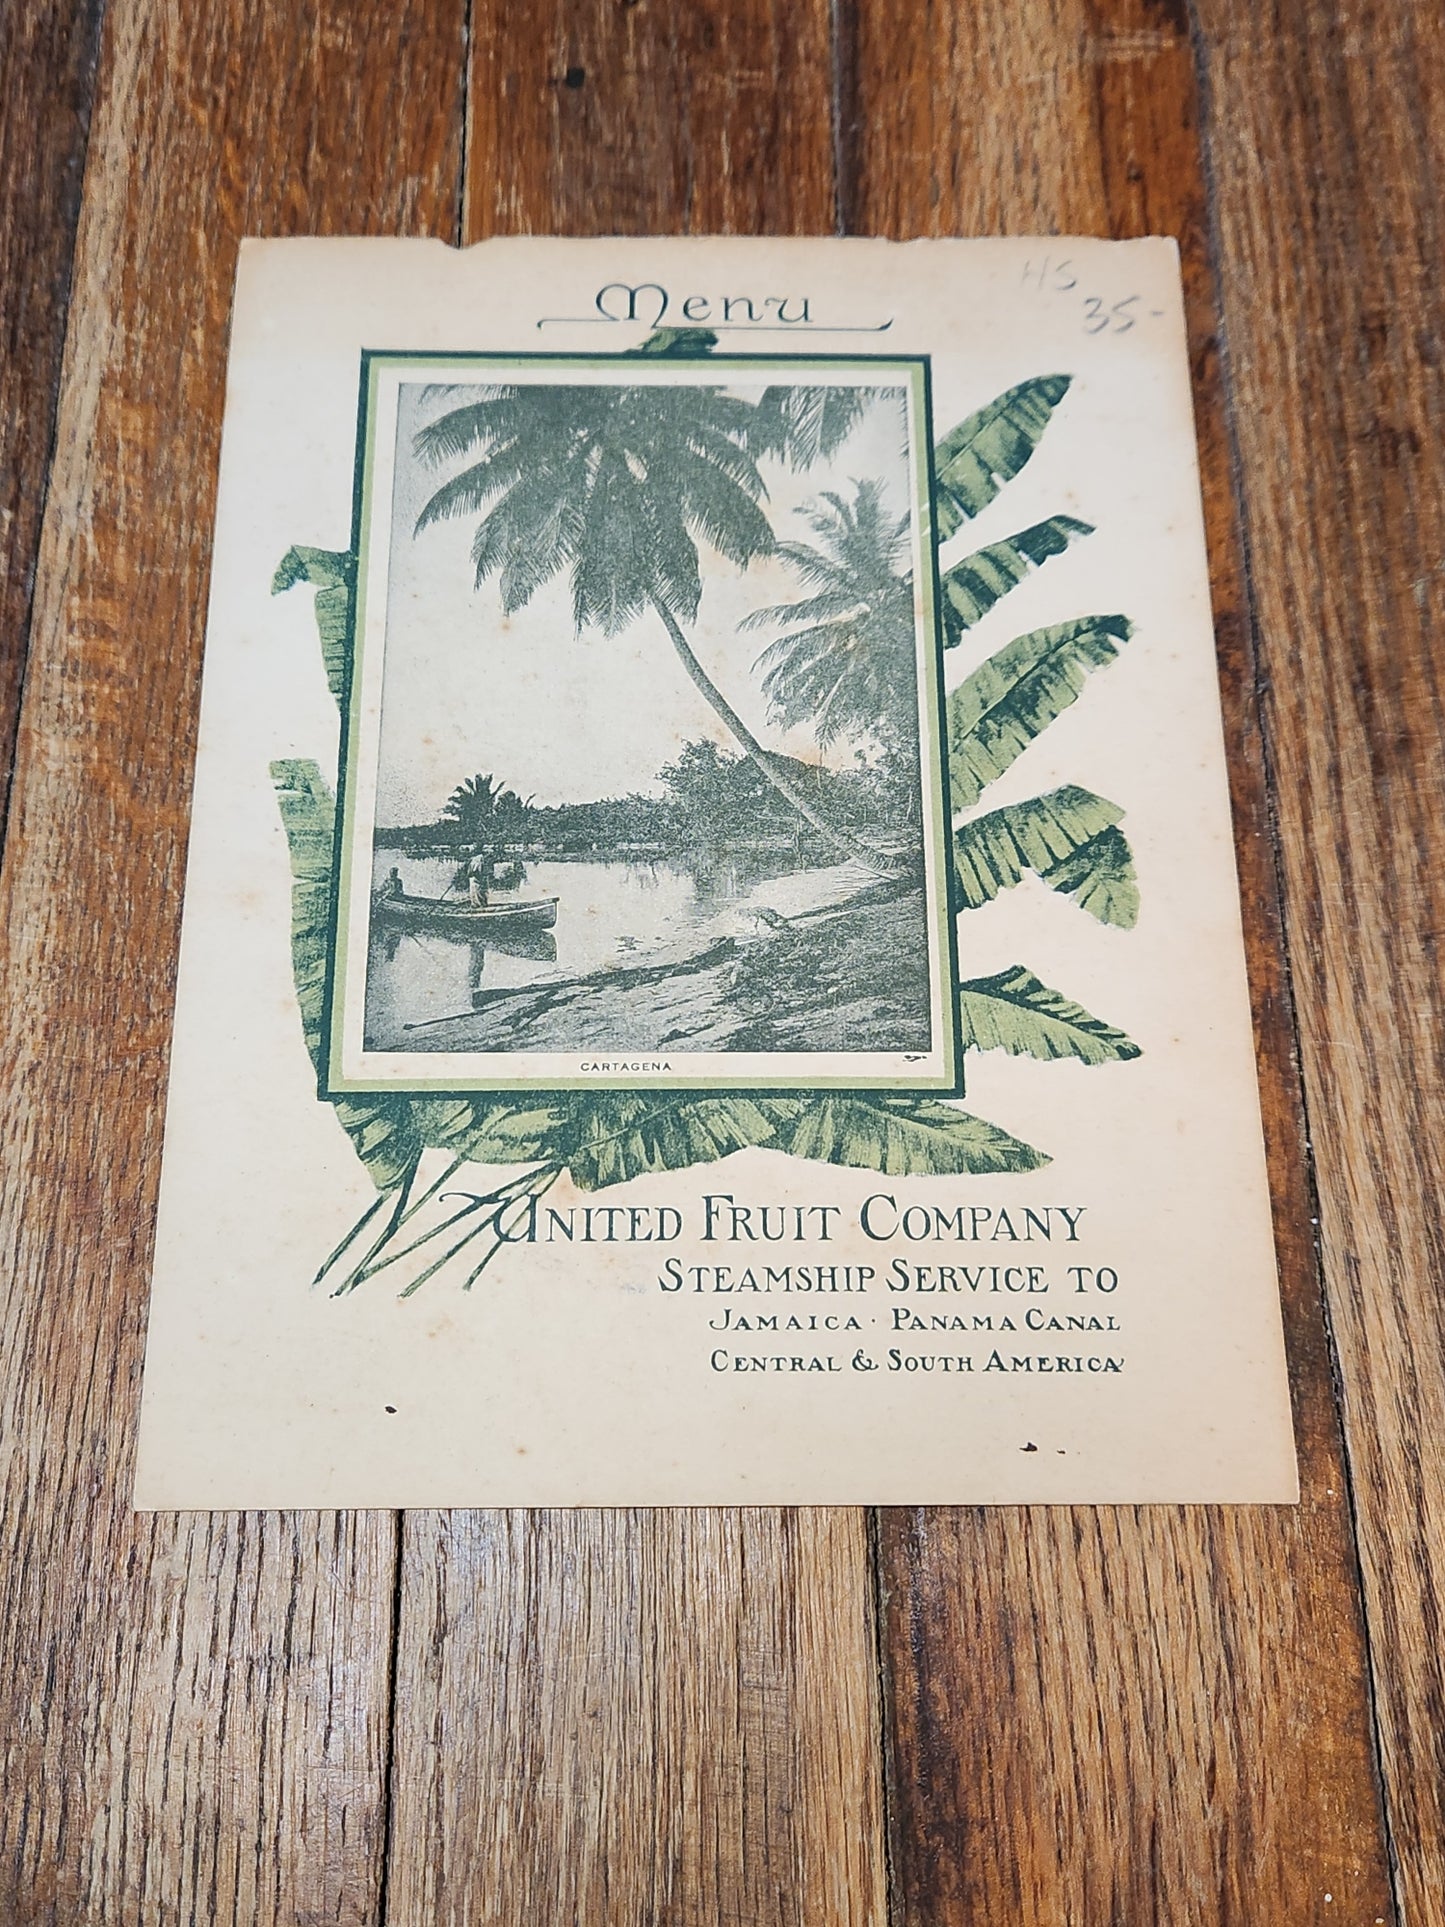 Menu
HS
35-
CARTAGENA
UNITED FRUIT COMPANY
STEAMSHIP SERVICE TO
JAMAICA · PANAMA CANAL
CENTRAL & SOUTH AMERICA